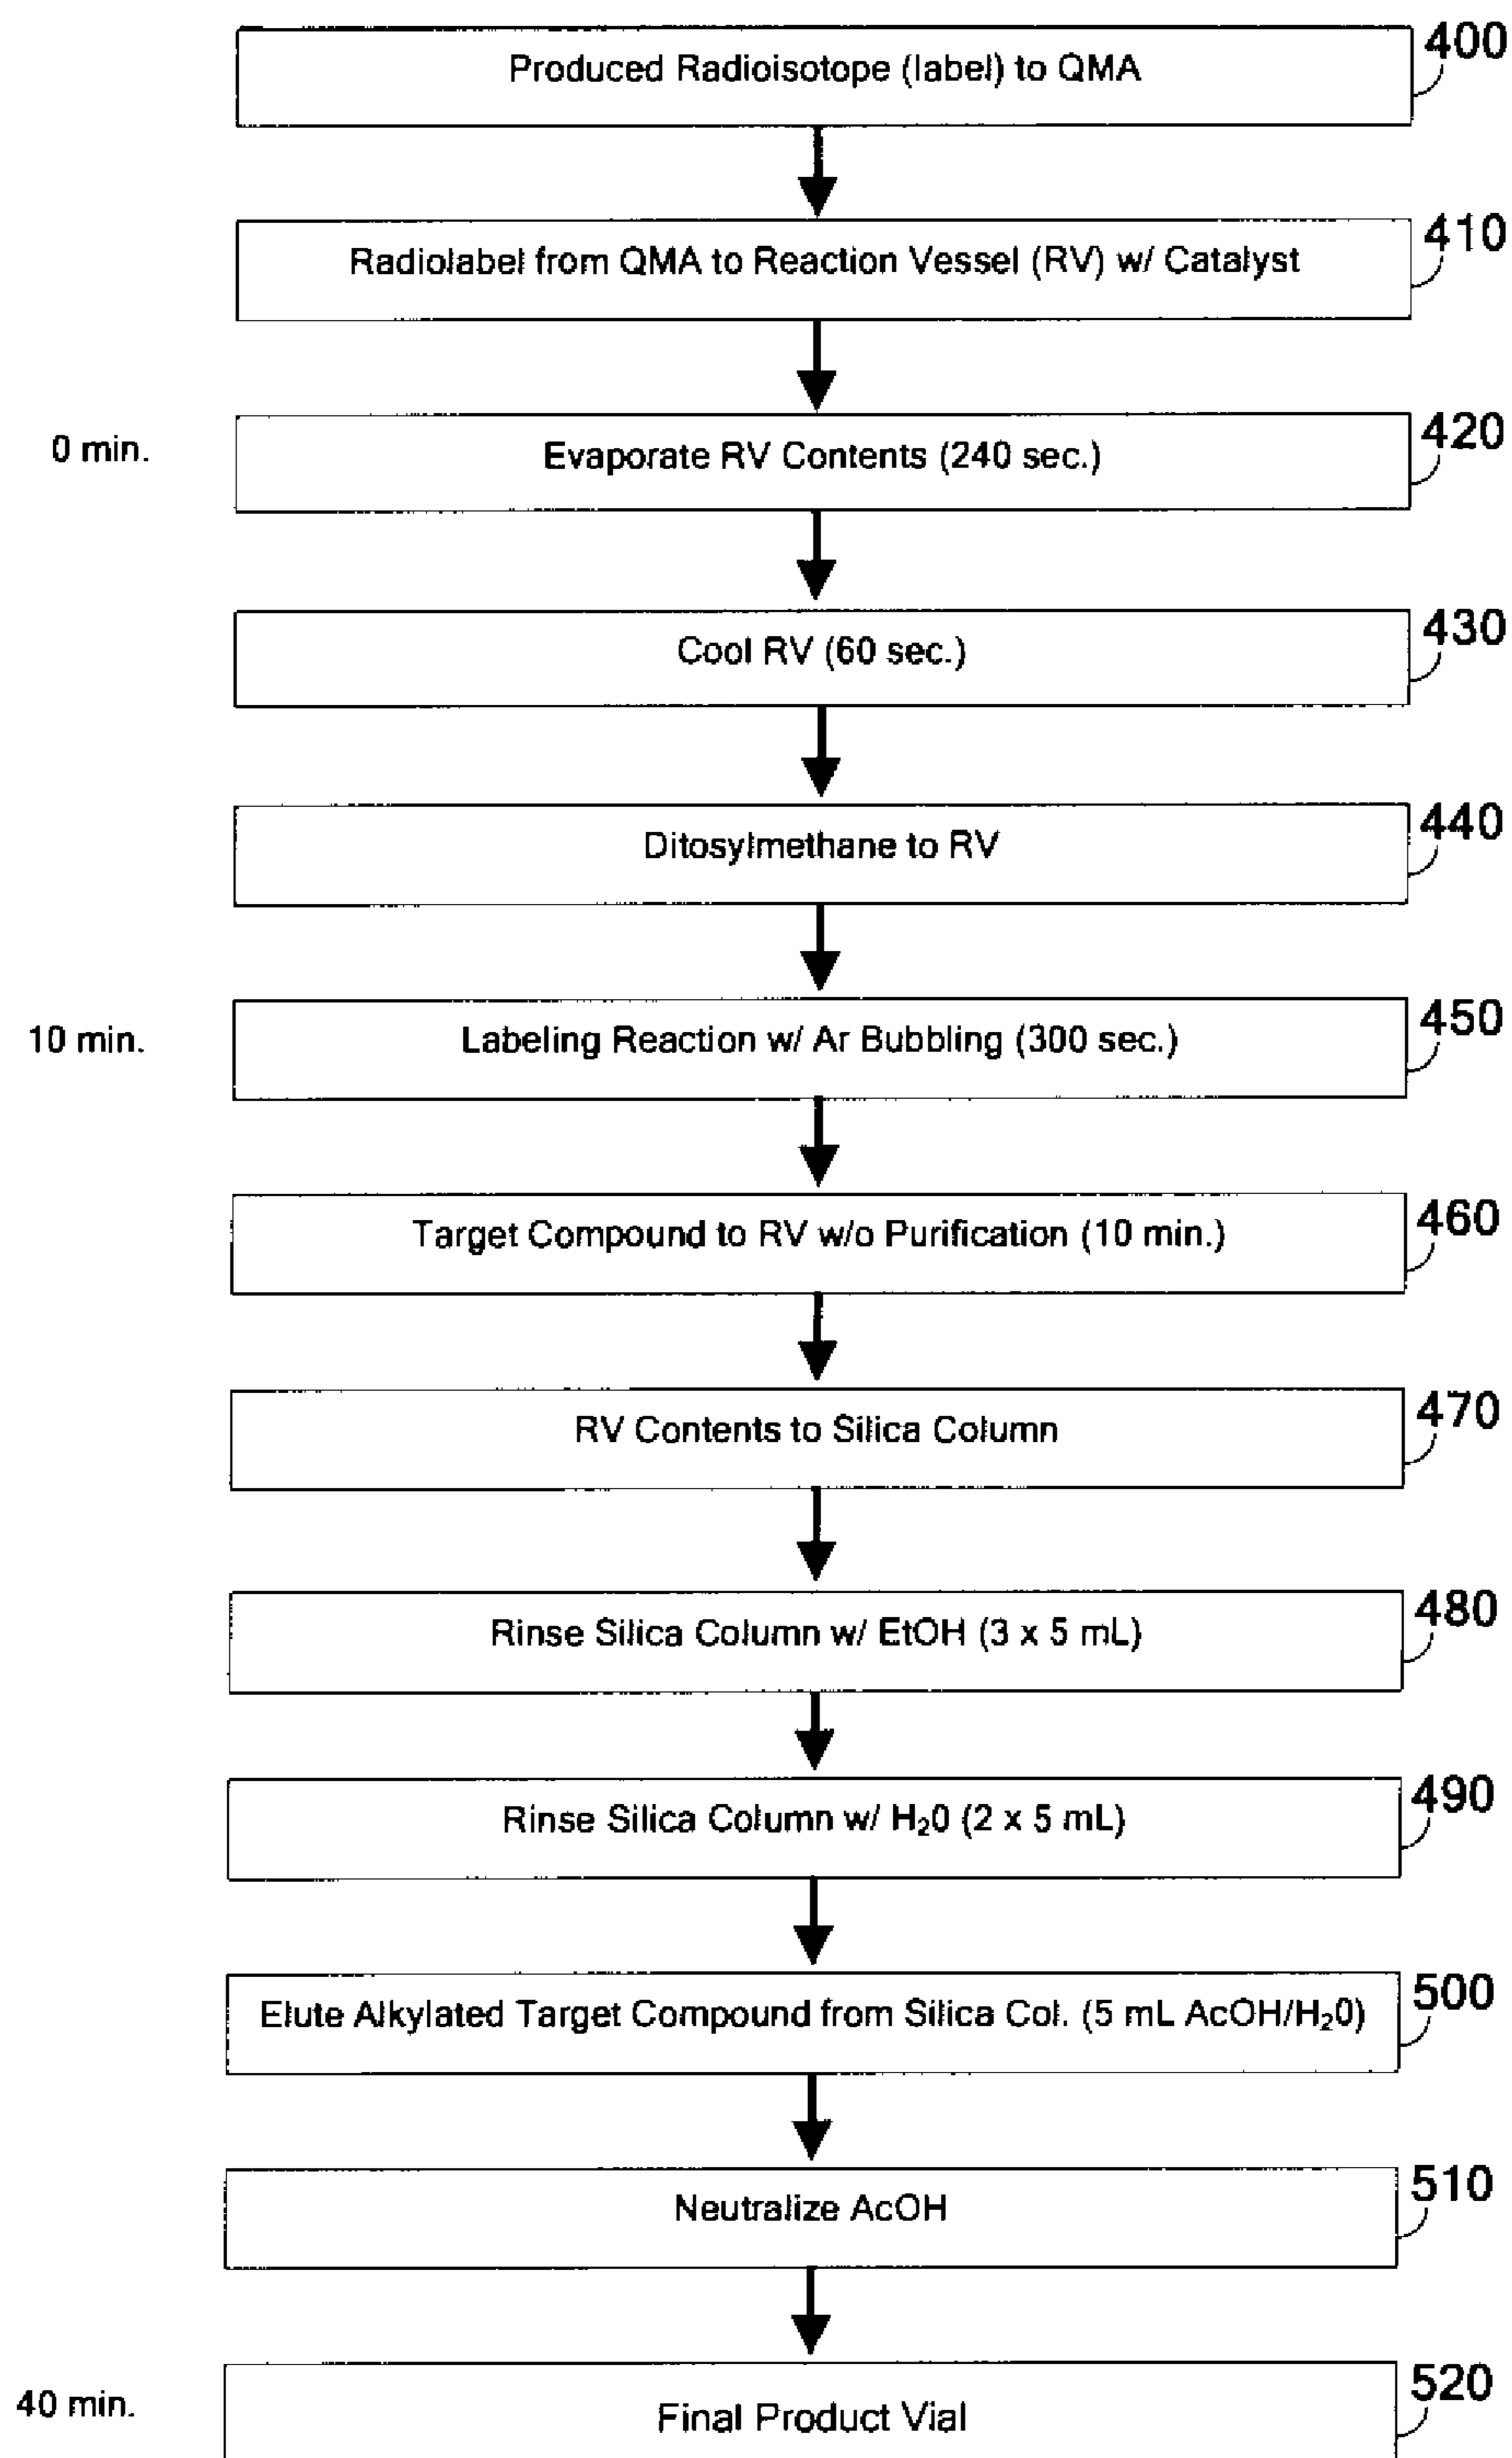 Produced Radioisotope (label) to QMA 400
Radiolabel from QMA to Reaction Vessel (RV) w/ Catalyst 410
0 min. Evaporate RV Contents (240 sec.) 420
Cool RV (60 sec.) 430
Ditosylmethane to RV 440
10 min. Labeling Reaction w/ Ar Bubbling (300 sec.) 450
Target Compound to RV w/o Purification (10 min.) 460
RV Contents to Silica Column 470
Rinse Silica Column w/ EtOH (3 x 5 mL) 480
Rinse Silica Column w/ H₂0 (2 x 5 mL) 490
Elute Alkylated Target Compound from Silica Col. (5 mL AcOH/H₂0) 500
Neutralize AcOH 510
40 min. Final Product Vial 520